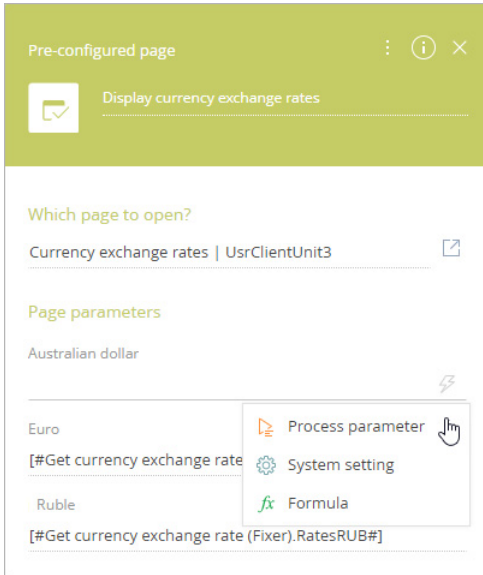 Pre-configured page
Display currency exchange rates
Which page to open?
Currency exchange rates | UsrClientUnit3
Page parameters
Australian dollar
Euro
Process parameter
[#Get currency exchange rate
System setting
Ruble
fx Formula
[#Get currency exchange rate (Fixer).RatesRUB#]